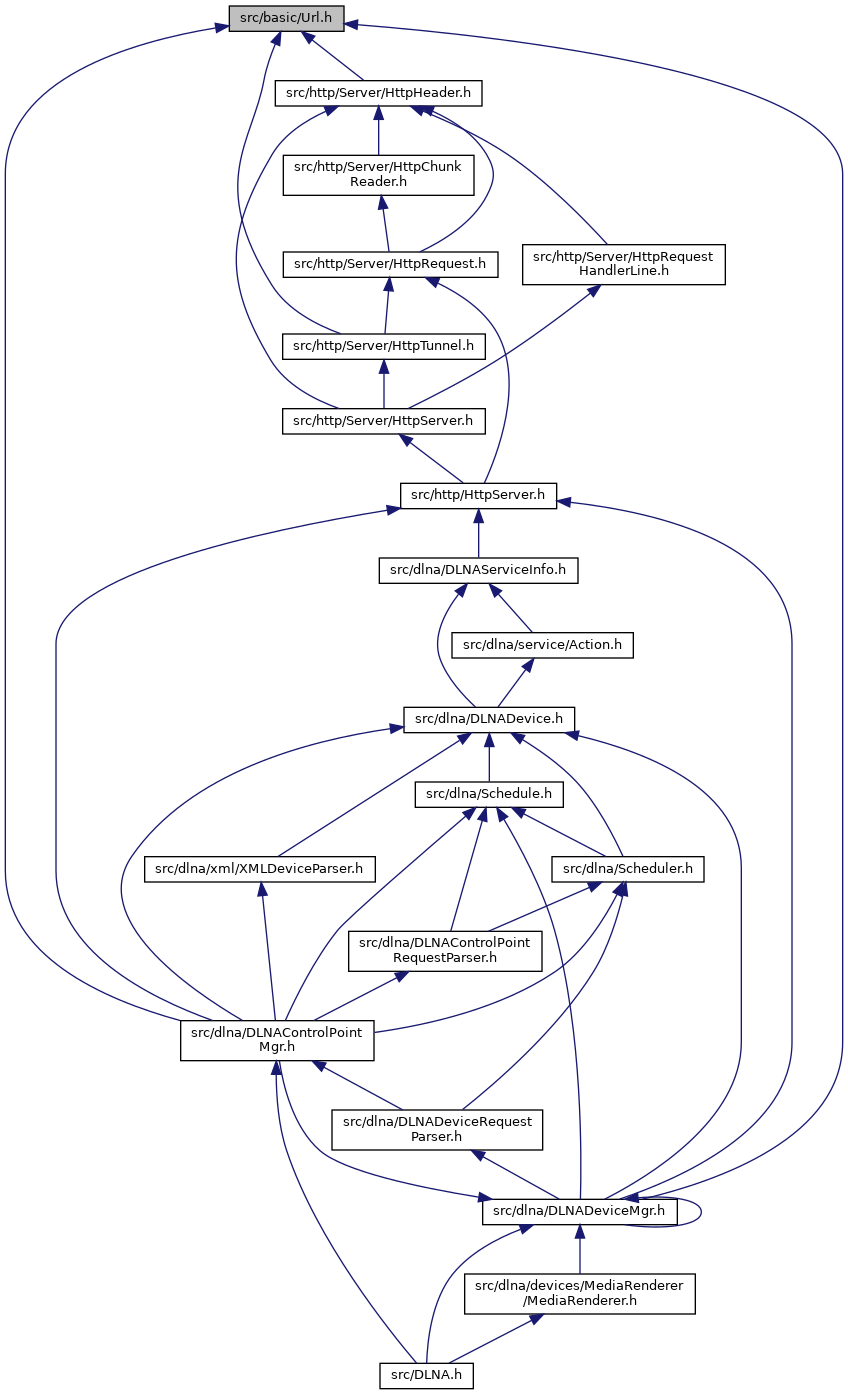 src/basic/Url.h
src/http/Server/HttpHeader.h
src/http/Server/HttpChunk
Reader.h
src/http/Server/HttpRequest.h
src/http/Server/HttpRequest
HandlerLine.h
src/http/Server/HttpTunnel.h
src/http/Server/HttpServer.h
src/http/HttpServer.h
src/dlna/DLNAServiceInfo.h
src/dlna/service/Action.h
src/dlna/DLNADevice.h
src/dlna/Schedule.h
src/dlna/xml/XMLDeviceParser.h
src/dlna/Scheduler.h
src/dlna/DLNAControlPoint
RequestParser.h
src/dlna/DLNAControlPoint
Mgr.h
src/dlna/DLNADeviceRequest
Parser.h
src/dlna/DLNADeviceMgr.h
src/dlna/devices/MediaRenderer
/MediaRenderer.h
src/DLNA.h